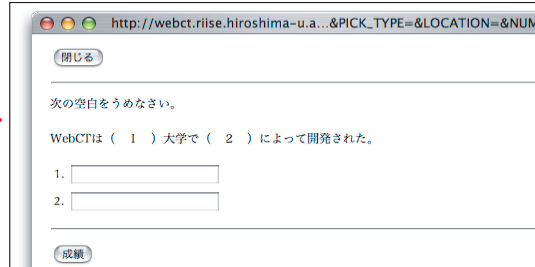 http://webct.riise.hiroshima-u.a...&PICK_TYPE=&LOCATION=&NUM
閉じる
次の空白をうめなさい。
WebCTは（　1　）大学で（　2　）によって開発された。
1.
2.
成績